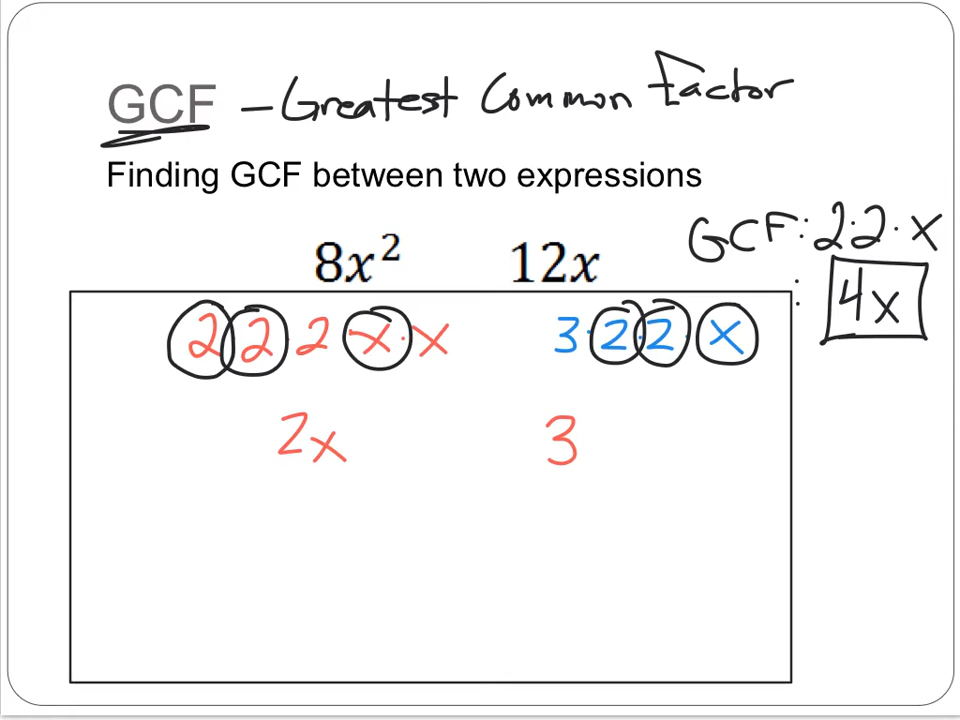 GCF – Greatest Common Factor
Finding GCF between two expressions
GCF: 2·2·x
8x² 12x
: 4x
2·2·2·x·x 3·2·2·x
2x 3